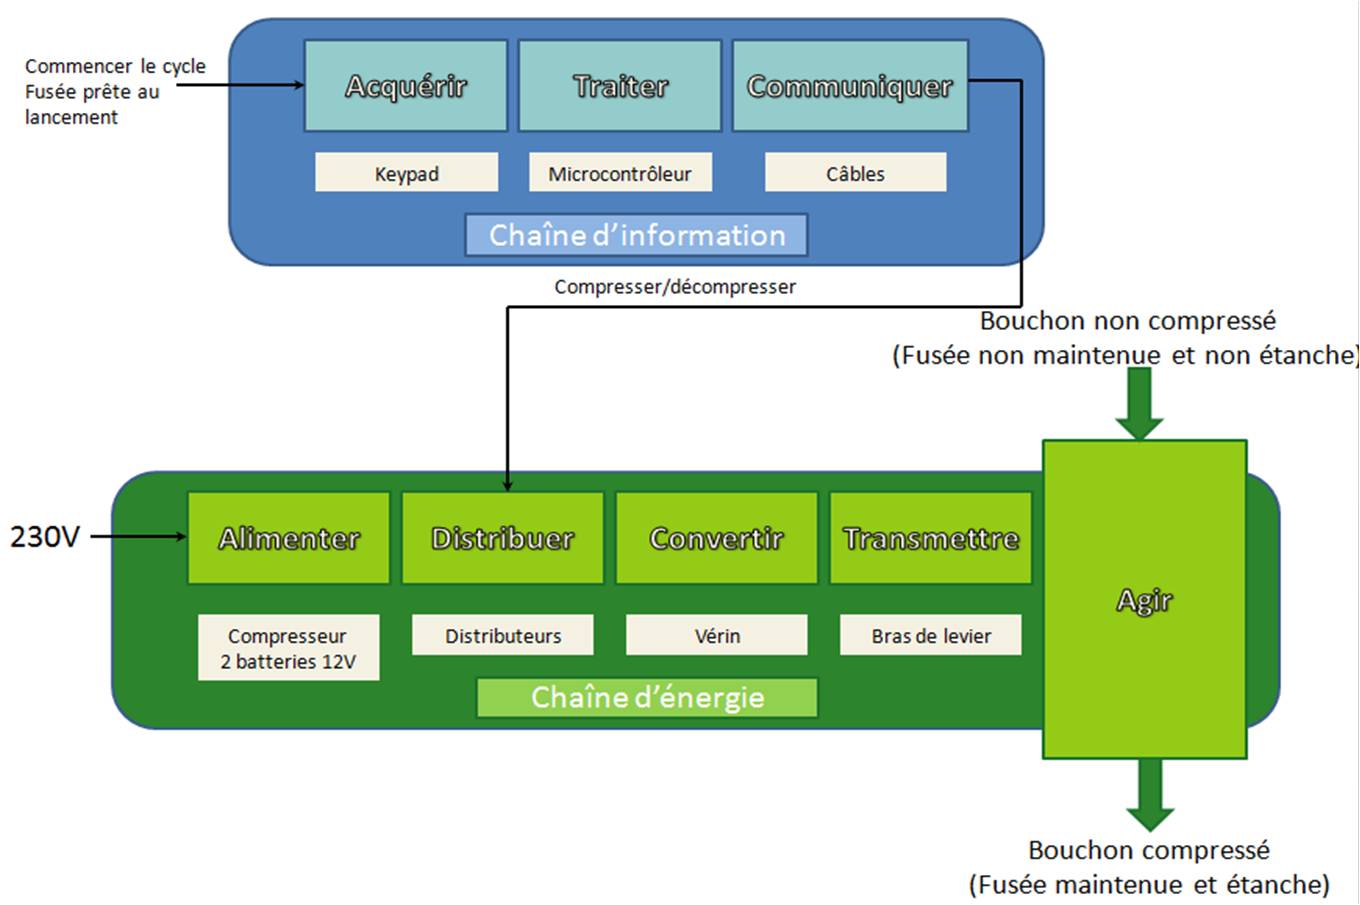 Commencer le cycle
Fusée prête au
lancement
Acquérir
Traiter
Communiquer
Keypad
Microcontrôleur
Câbles
Chaîne d'information
Compresser/décompresser
Bouchon non compressé
(Fusée non maintenue et non étanche)
230V
Alimenter
Distribuer
Convertir
Transmettre
Agir
Compresseur
2 batteries 12V
Distributeurs
Vérin
Bras de levier
Chaîne d'énergie
Bouchon compressé
(Fusée maintenue et étanche)